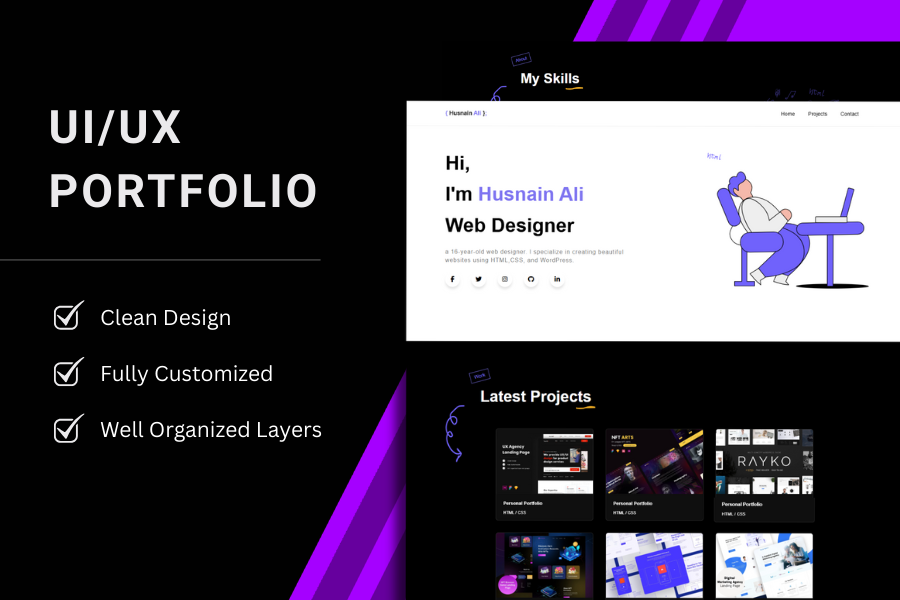 UI/UX
PORTFOLIO
Clean Design
Fully Customized
Well Organized Layers
About
My Skills
Html
{ Husnain Ali };
Home
Projects
Contact
Html
Hi,
I'm Husnain Ali
Web Designer
a 16-year-old web designer. I specialize in creating beautiful
websites using HTML,CSS, and WordPress.
Latest Projects
UX Agency
Landing Page
Personal Portfolio
HTML / CSS
NFT ARTS
Personal Portfolio
HTML / CSS
RAYKO
Personal Portfolio
HTML / CSS
Digital
Marketing Agency
Landing Page